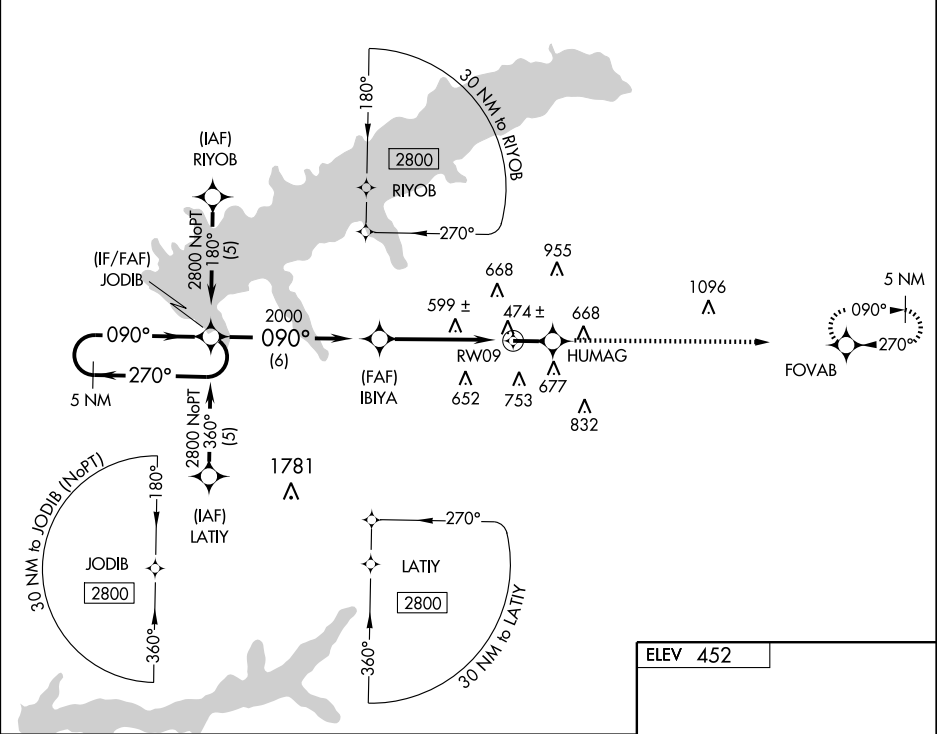 180°
30 NM to RIYOB
2800
RIYOB
270°
(IAF)
RIYOB
2800 NoPT
180°
(5)
(IF/FAF)
JODIB
090°
270°
5 NM
2000
090°
(6)
(FAF)
IBIYA
599 ±
668
955
474 ±
668
RW09
HUMAG
652
753
677
832
1096
5 NM
090°
270°
FOVAB
2800 NoPT
360°
(5)
(IAF)
LATIY
1781
30 NM to JODIB (NoPT)
180°
JODIB
2800
360°
270°
LATIY
2800
360°
30 NM to LATIY
ELEV 452